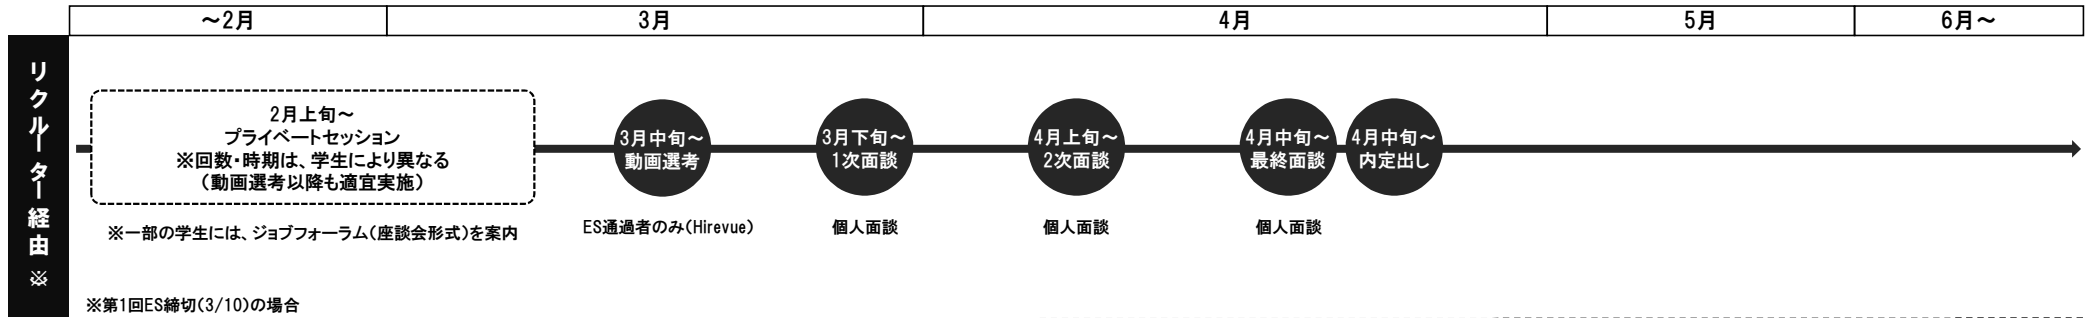 ～2月
3月
4月
5月
6月～
リクルーター経由※
2月上旬～
プライベートセッション
※回数・時期は、学生により異なる
（動画選考以降も適宜実施）
※一部の学生には、ジョブフォーラム（座談会形式）を案内
3月中旬～
動画選考
ES通過者のみ（Hirevue）
3月下旬～
1次面談
個人面談
4月上旬～
2次面談
個人面談
4月中旬～
最終面談
個人面談
4月中旬～
内定出し
※第1回ES締切（3/10）の場合